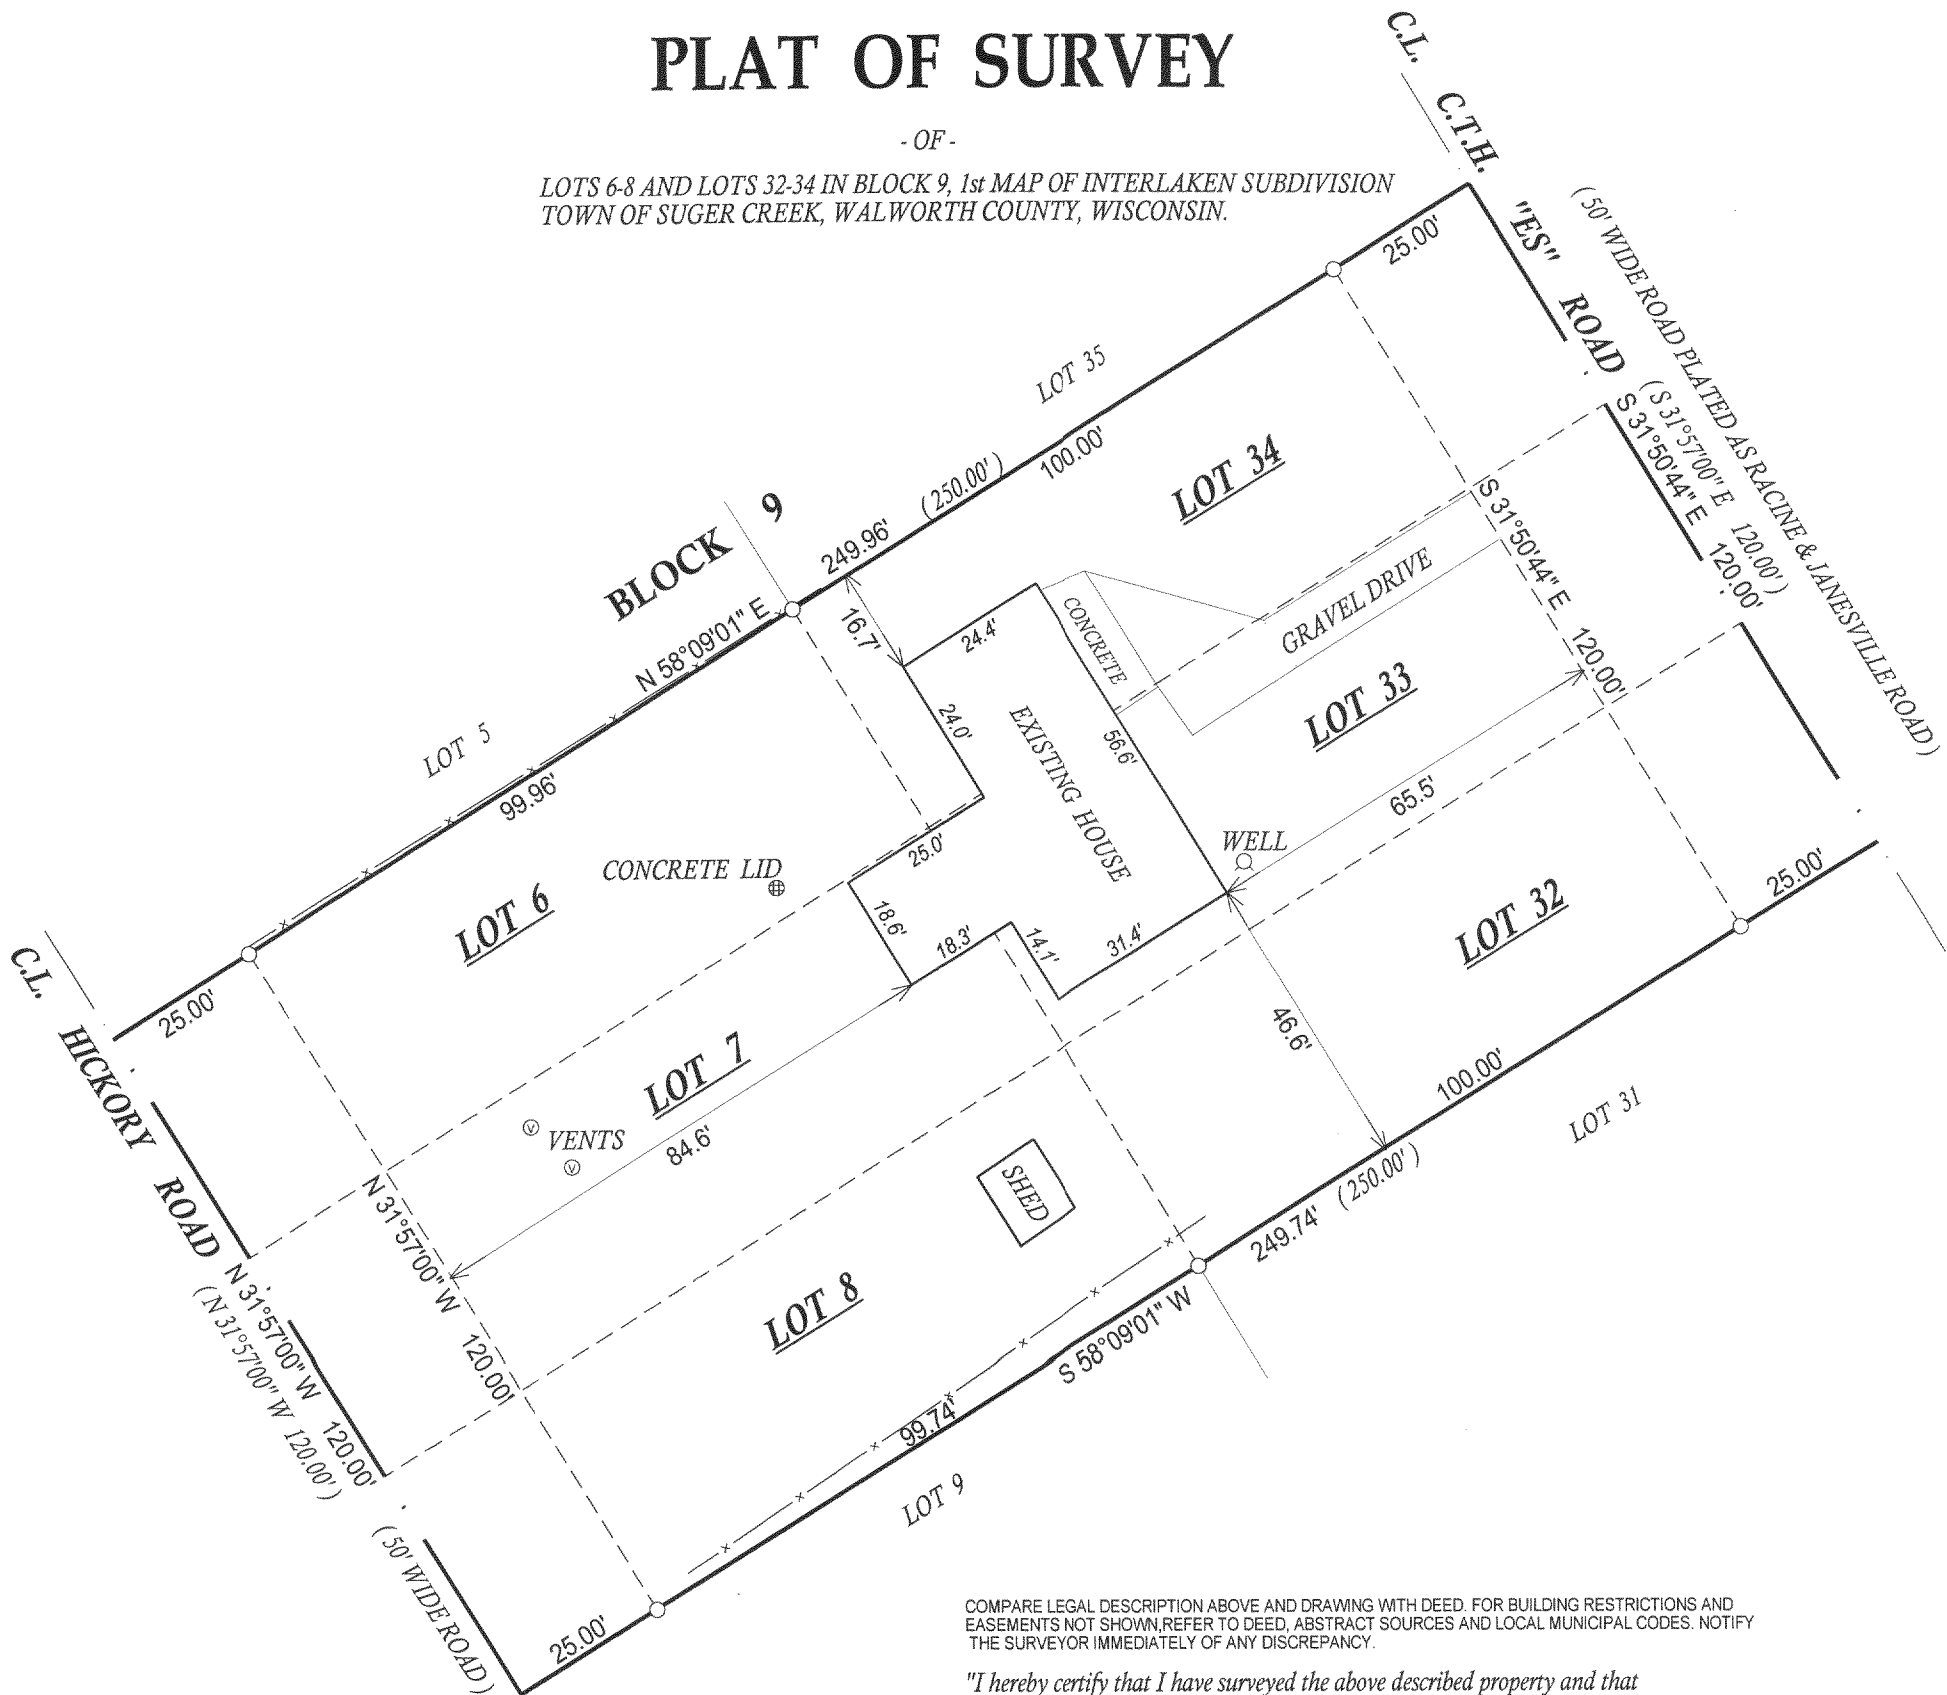 PLAT OF SURVEY
- OF -
LOTS 6-8 AND LOTS 32-34 IN BLOCK 9, 1st MAP OF INTERLAKEN SUBDIVISION
TOWN OF SUGER CREEK, WALWORTH COUNTY, WISCONSIN.
C.L. C.T.H. "ES" ROAD
( 50' WIDE ROAD PLATED AS RACINE & JANESVILLE ROAD )
( S 31°57'00" E 120.00' )
S 31°50'44" E 120.00'
25.00'
LOT 35
100.00'
( 250.00' )
249.96'
BLOCK 9
N 58°09'01" E
LOT 34
S 31°50'44" E 120.00'
GRAVEL DRIVE
CONCRETE
16.7'
24.4'
24.0'
56.6'
EXISTING HOUSE
LOT 33
65.5'
LOT 5
99.96'
CONCRETE LID
25.0'
WELL
LOT 6
18.6'
18.3'
14.1'
31.4'
LOT 32
25.00'
C.L. HICKORY ROAD
25.00'
46.6'
100.00'
LOT 31
LOT 7
VENTS
V
V
84.6'
SHED
( 250.00' )
249.74'
N 31°57'00" W 120.00'
N 31°57'00" W 120.00'
( N 31°57'00" W 120.00' )
LOT 8
S 58°09'01" W
99.74'
LOT 9
( 50' WIDE ROAD )
25.00'
COMPARE LEGAL DESCRIPTION ABOVE AND DRAWING WITH DEED. FOR BUILDING RESTRICTIONS AND
EASEMENTS NOT SHOWN,REFER TO DEED, ABSTRACT SOURCES AND LOCAL MUNICIPAL CODES. NOTIFY
THE SURVEYOR IMMEDIATELY OF ANY DISCREPANCY.
"I hereby certify that I have surveyed the above described property and that